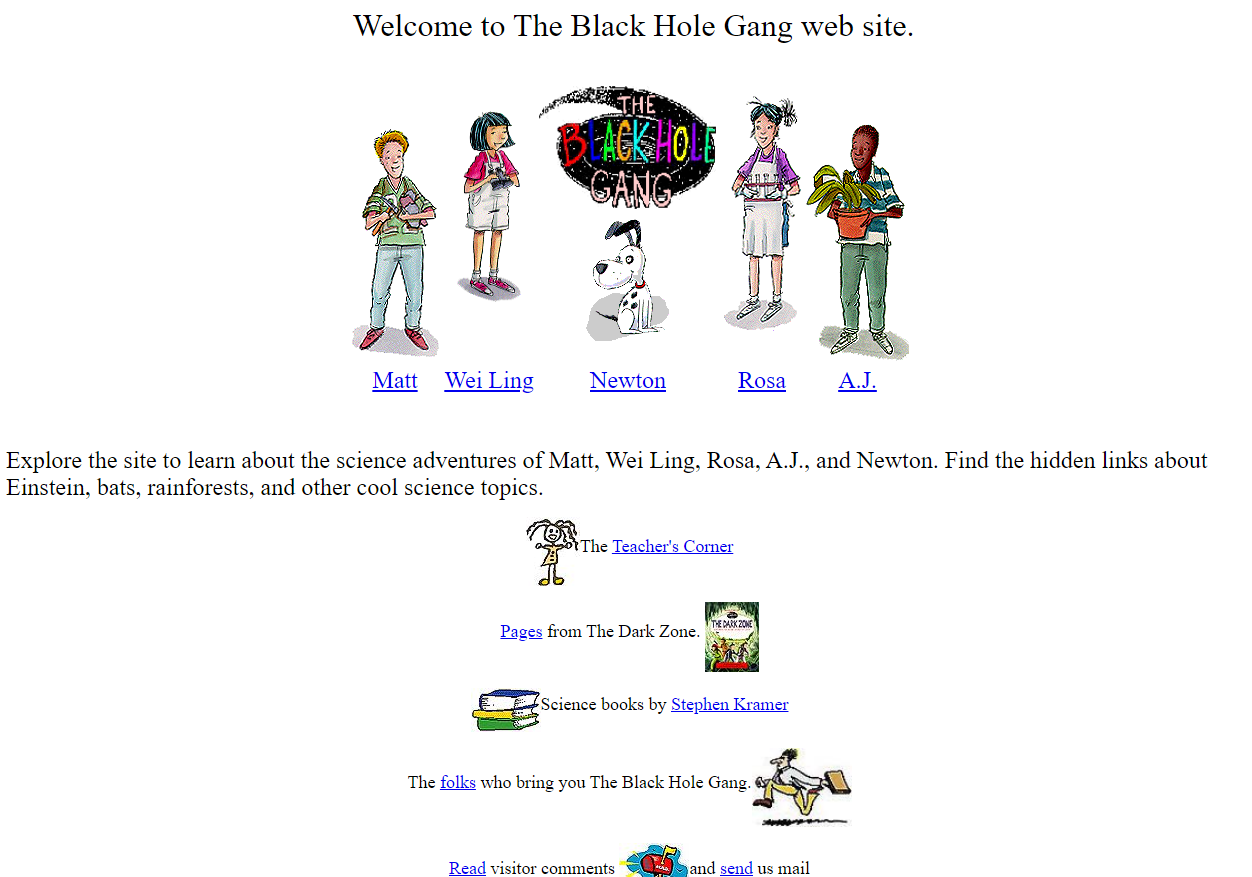 Welcome to The Black Hole Gang web site.
THE
BLACK HOLE
GANG
Matt Wei Ling Newton Rosa A.J.
Explore the site to learn about the science adventures of Matt, Wei Ling, Rosa, A.J., and Newton. Find the hidden links about
Einstein, bats, rainforests, and other cool science topics.
The Teacher's Corner
Pages from The Dark Zone.
THE DARK ZONE
Science books by Stephen Kramer
The folks who bring you The Black Hole Gang.
Read visitor comments and send us mail